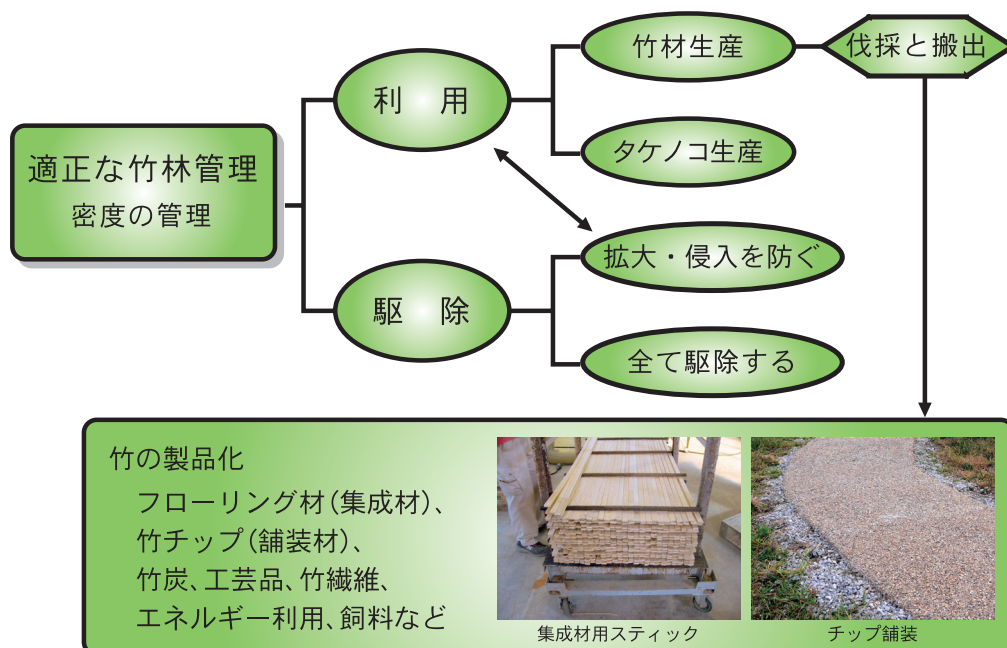 適正な竹林管理
密度の管理
利　用
駆　除
竹材生産
タケノコ生産
拡大・侵入を防ぐ
全て駆除する
伐採と搬出
竹の製品化
フローリング材（集成材）、
竹チップ（舗装材）、
竹炭、工芸品、竹繊維、
エネルギー利用、飼料など
集成材用スティック
チップ舗装